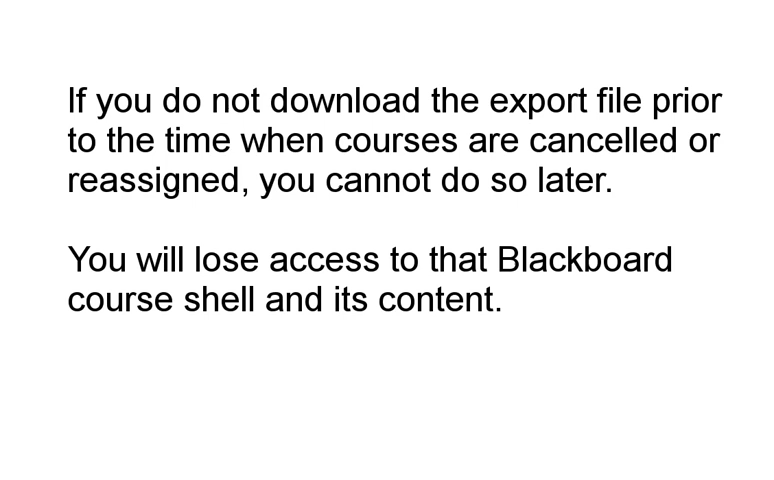 If you do not download the export file prior
to the time when courses are cancelled or
reassigned, you cannot do so later.
You will lose access to that Blackboard
course shell and its content.